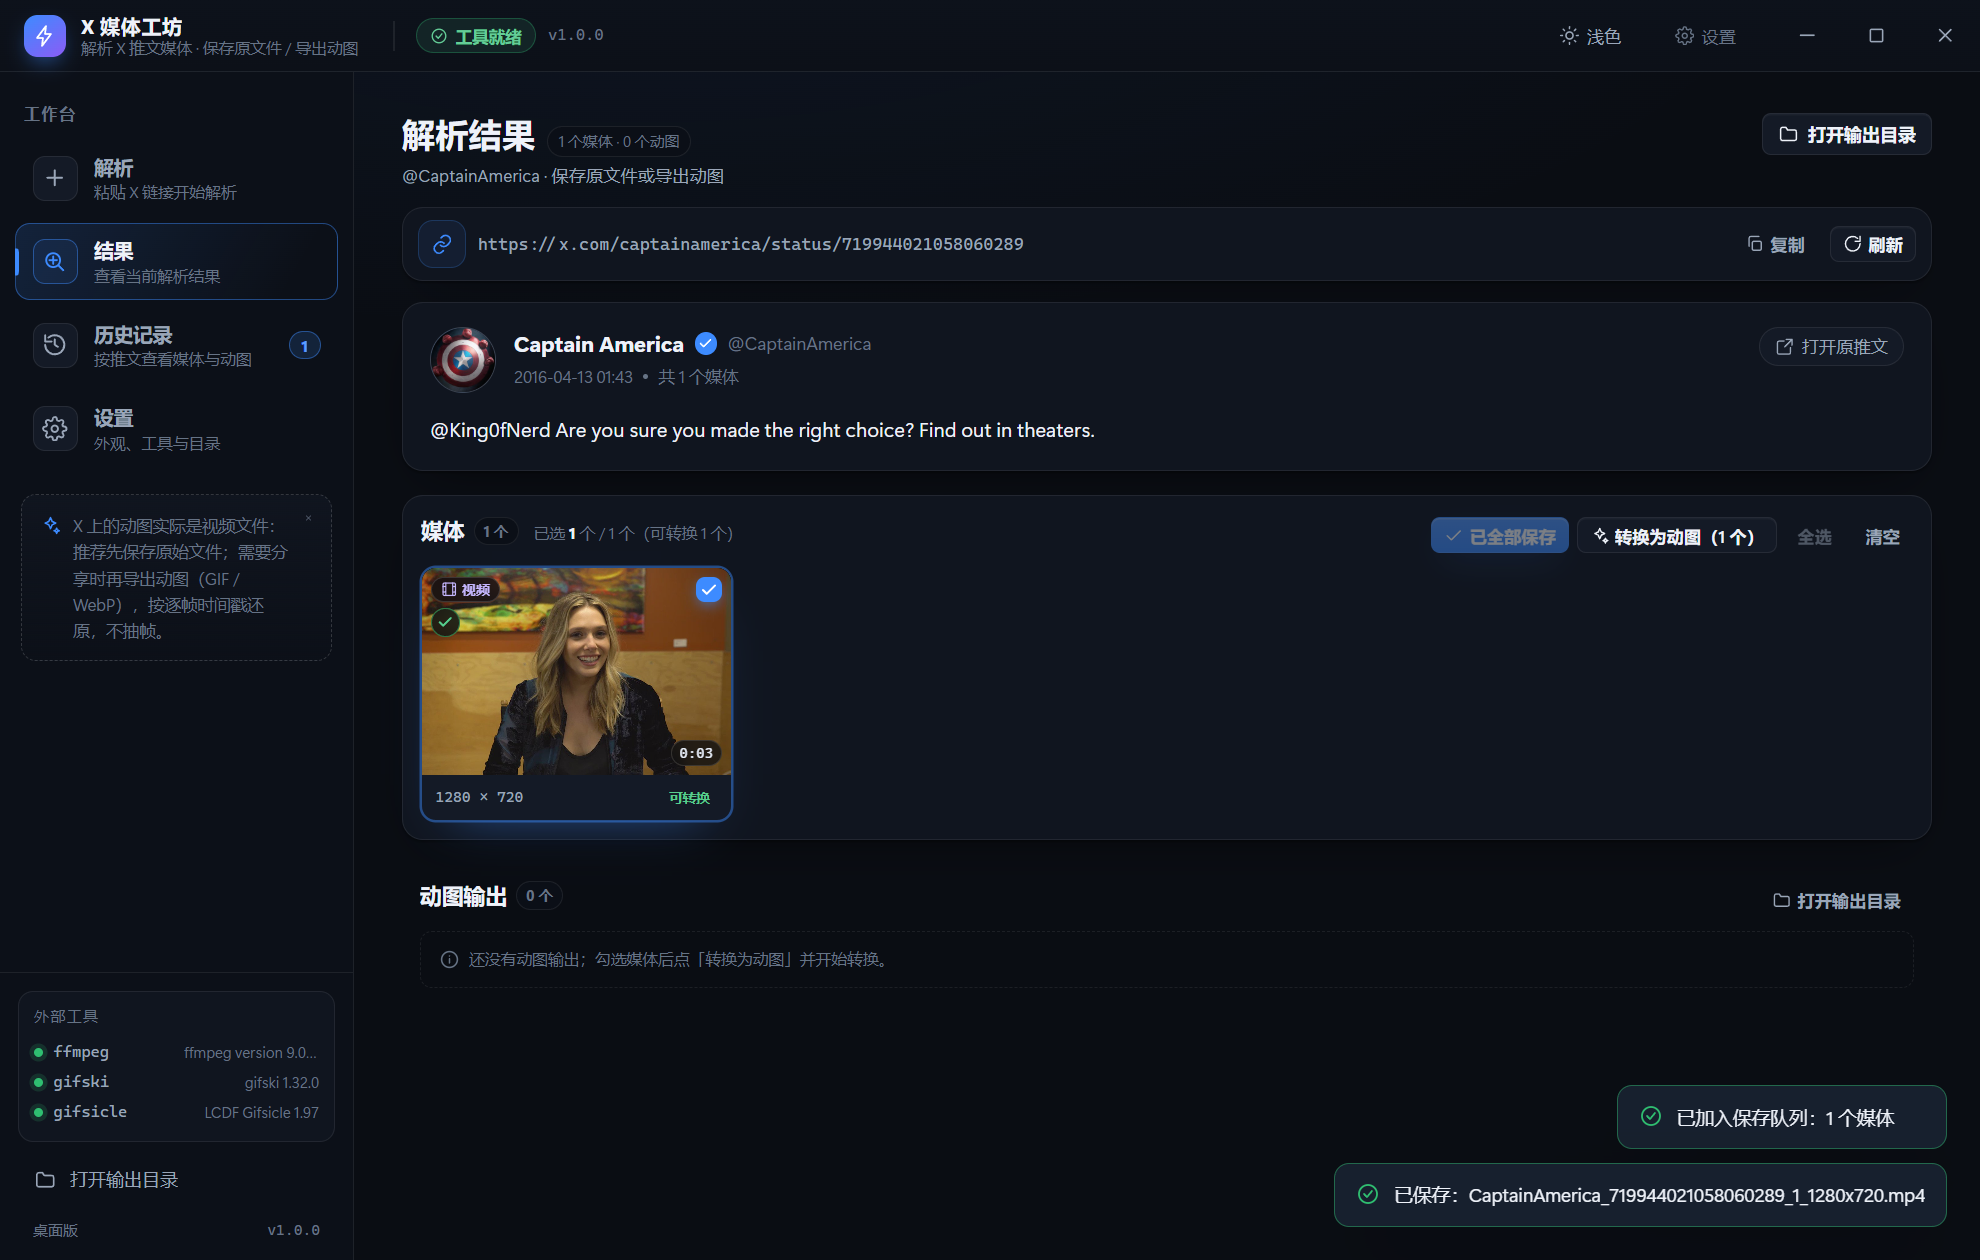 X 媒体工坊
解析 X 推文媒体 · 保存原文件 / 导出动图
工具就绪
v1.0.0
浅色
设置
工作台
解析
粘贴 X 链接开始解析
结果
查看当前解析结果
历史记录
按推文查看媒体与动图
1
设置
外观、工具与目录
X 上的动图实际是视频文件：
推荐先保存原始文件；需要分
享时再导出动图（GIF /
WebP），按逐帧时间戳还
原，不抽帧。
外部工具
ffmpeg ffmpeg version 9.0...
gifski gifski 1.32.0
gifsicle LCDF Gifsicle 1.97
打开输出目录
桌面版 v1.0.0
解析结果
1 个媒体 · 0 个动图
打开输出目录
@CaptainAmerica · 保存原文件或导出动图
https://x.com/captainamerica/status/719944021058060289
复制
刷新
Captain America @CaptainAmerica
打开原推文
2016-04-13 01:43 • 共 1 个媒体
@King0fNerd Are you sure you made the right choice? Find out in theaters.
媒体 1 个 已选 1 个 / 1 个（可转换 1 个）
已全部保存
转换为动图（1 个）
全选
清空
视频
0:03
1280 × 720 可转换
动图输出 0 个
打开输出目录
还没有动图输出；勾选媒体后点「转换为动图」并开始转换。
已加入保存队列：1 个媒体
已保存：CaptainAmerica_719944021058060289_1_1280x720.mp4